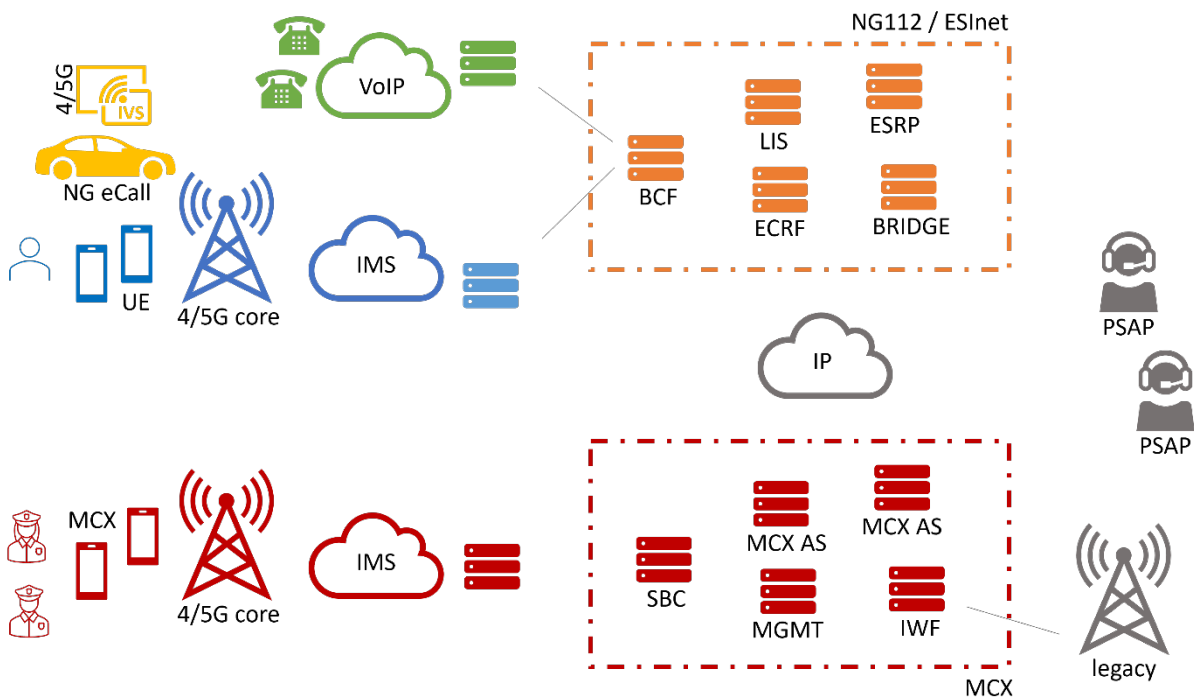 NG112 / ESInet
4/5G
IVS
VoIP
LIS
ESRP
NG eCall
BCF
ECRF
BRIDGE
UE
4/5G core
IMS
PSAP
IP
PSAP
MCX
4/5G core
IMS
SBC
MCX AS
MCX AS
MGMT
IWF
legacy
MCX